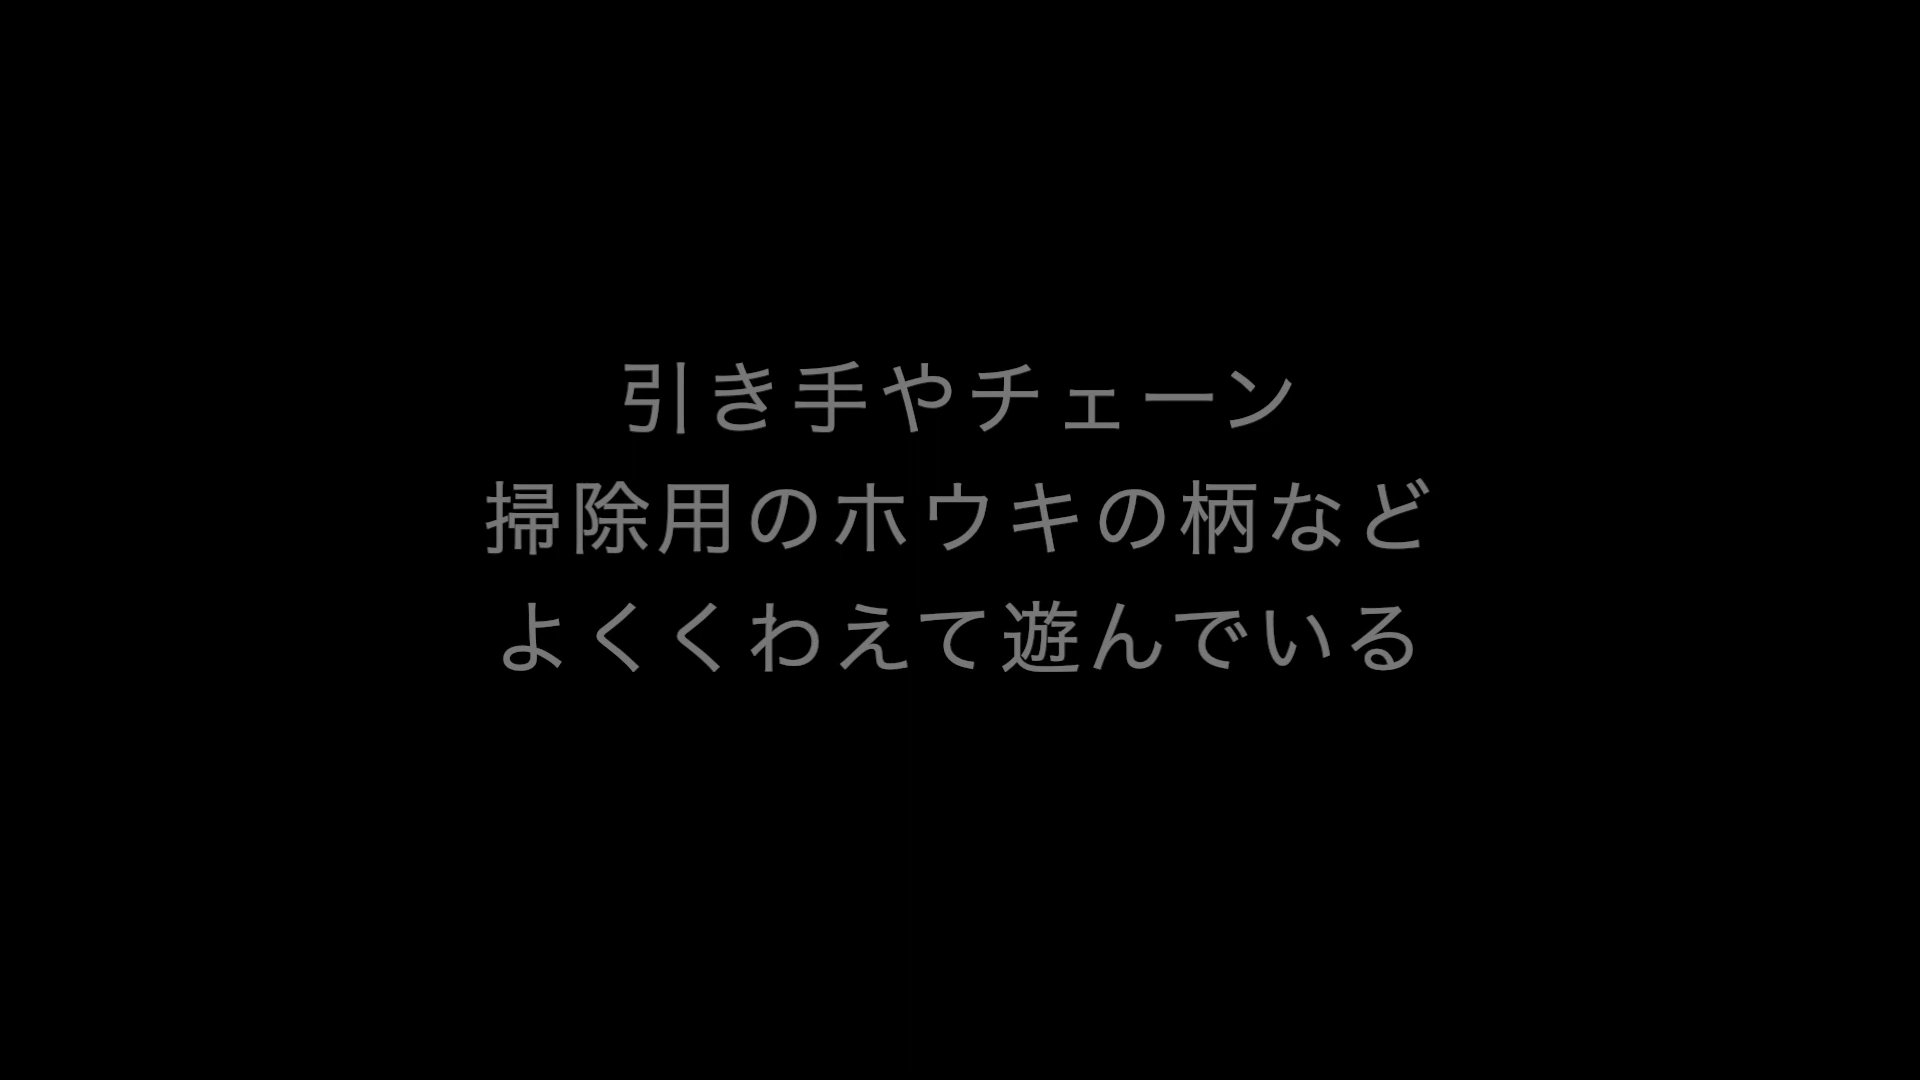 引き手やチェーン
掃除用のホウキの柄など
よくくわえて遊んでいる